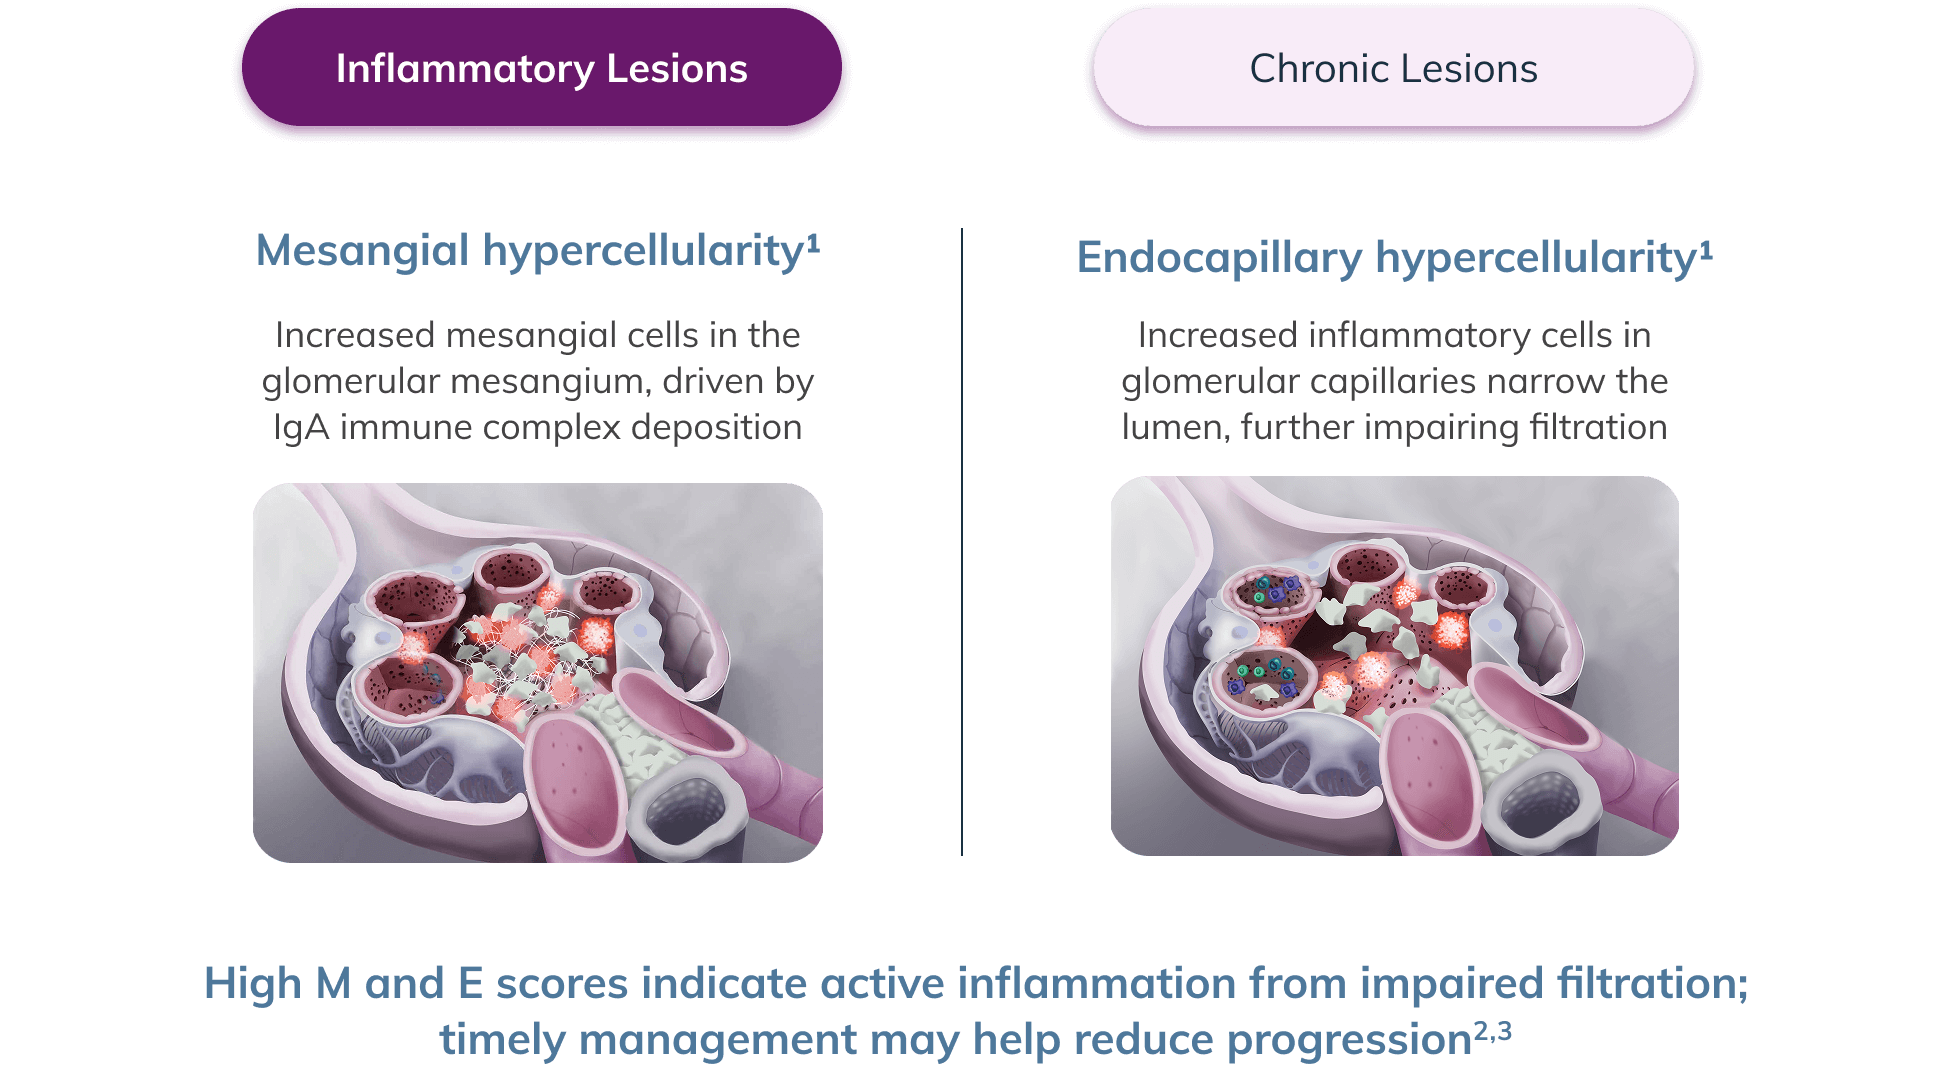 Inflammatory Lesions
Chronic Lesions
Mesangial hypercellularity¹
Increased mesangial cells in the
glomerular mesangium, driven by
IgA immune complex deposition
Endocapillary hypercellularity¹
Increased inflammatory cells in
glomerular capillaries narrow the
lumen, further impairing filtration
High M and E scores indicate active inflammation from impaired filtration;
timely management may help reduce progression²,³